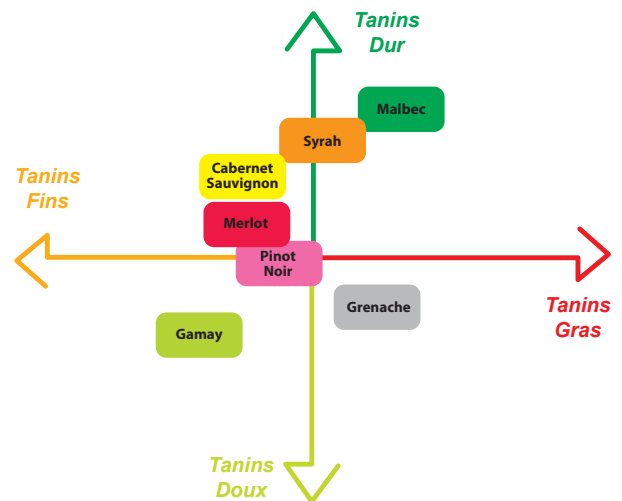 Tanins
Dur
Malbec
Syrah
Cabernet
Sauvignon
Tanins
Fins
Merlot
Pinot
Noir
Grenache
Tanins
Gras
Gamay
Tanins
Doux